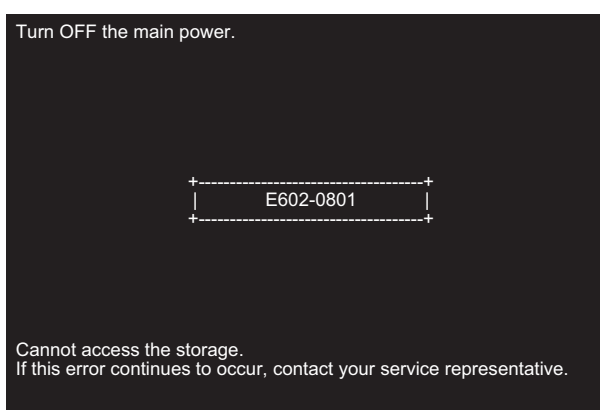 Turn OFF the main power.
+------------------------------------+
| E602-0801 |
+------------------------------------+
Cannot access the storage.
If this error continues to occur, contact your service representative.